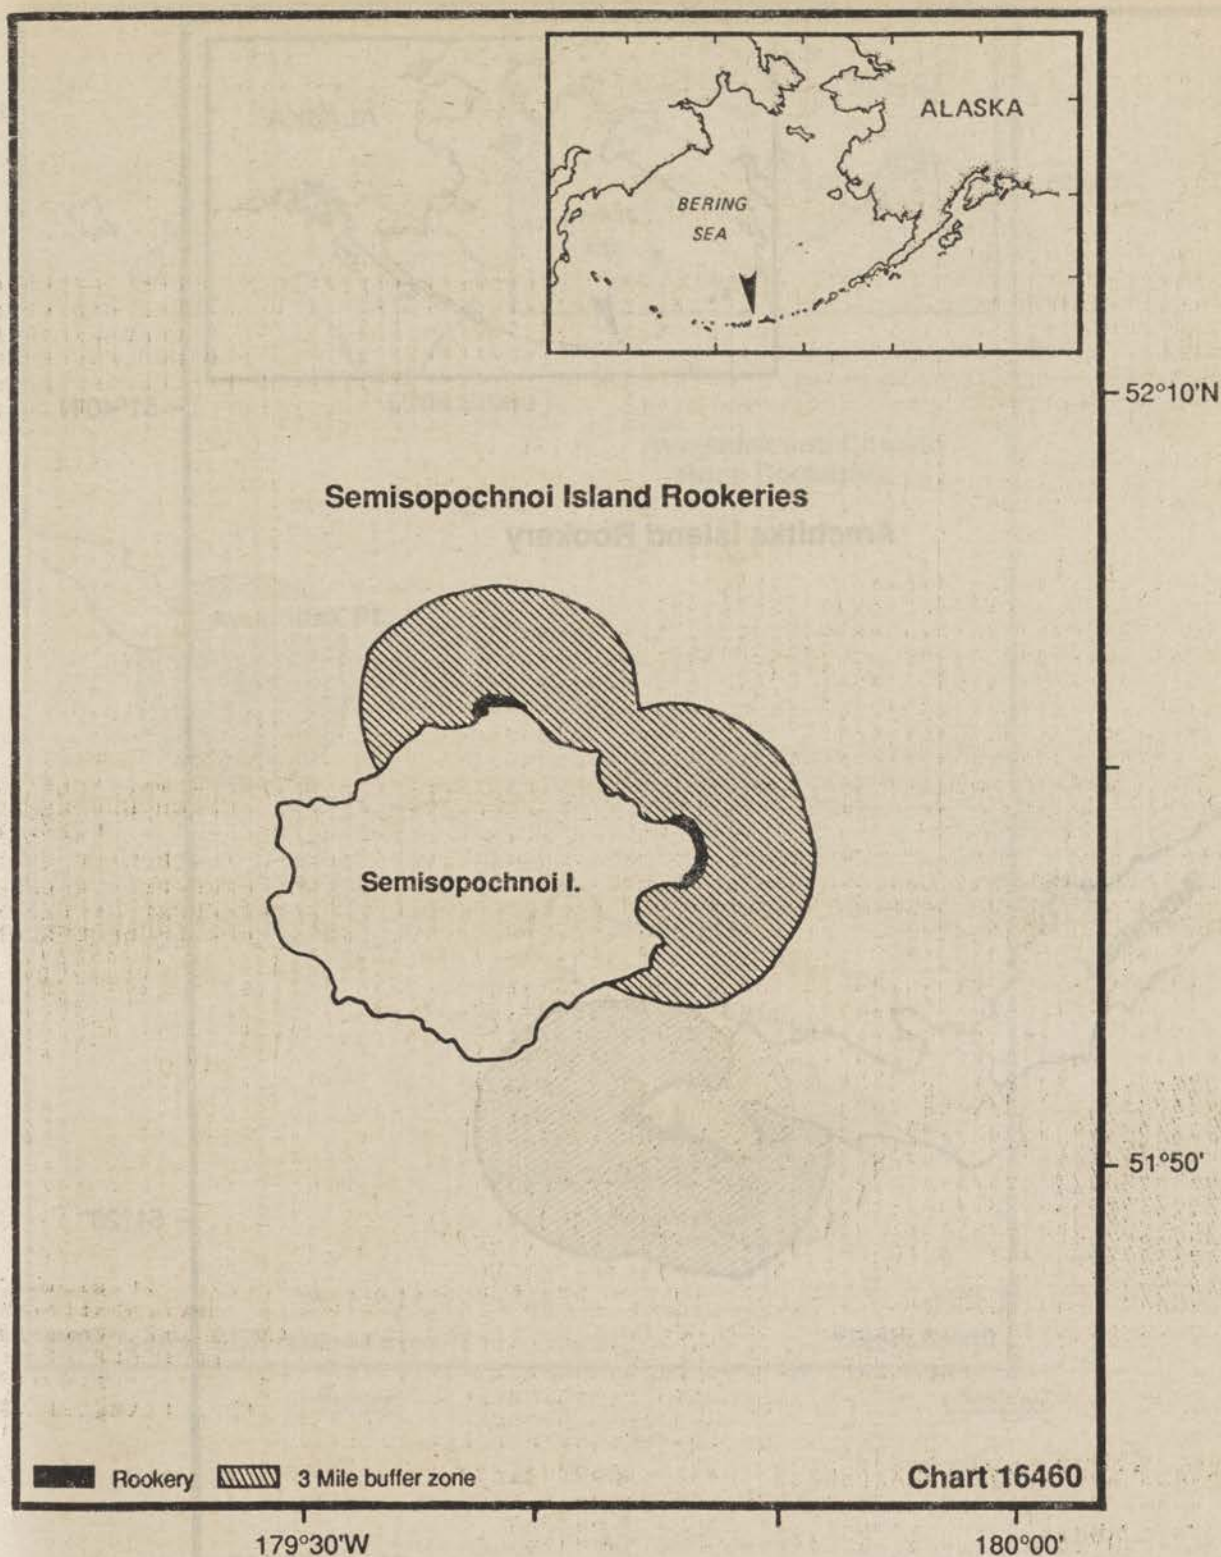 ALASKA
BERING
SEA
52°10'N
Semisopochnoi Island Rookeries
Semisopochnoi I.
51°50'
Rookery 3 Mile buffer zone
Chart 16460
179°30'W
180°00'